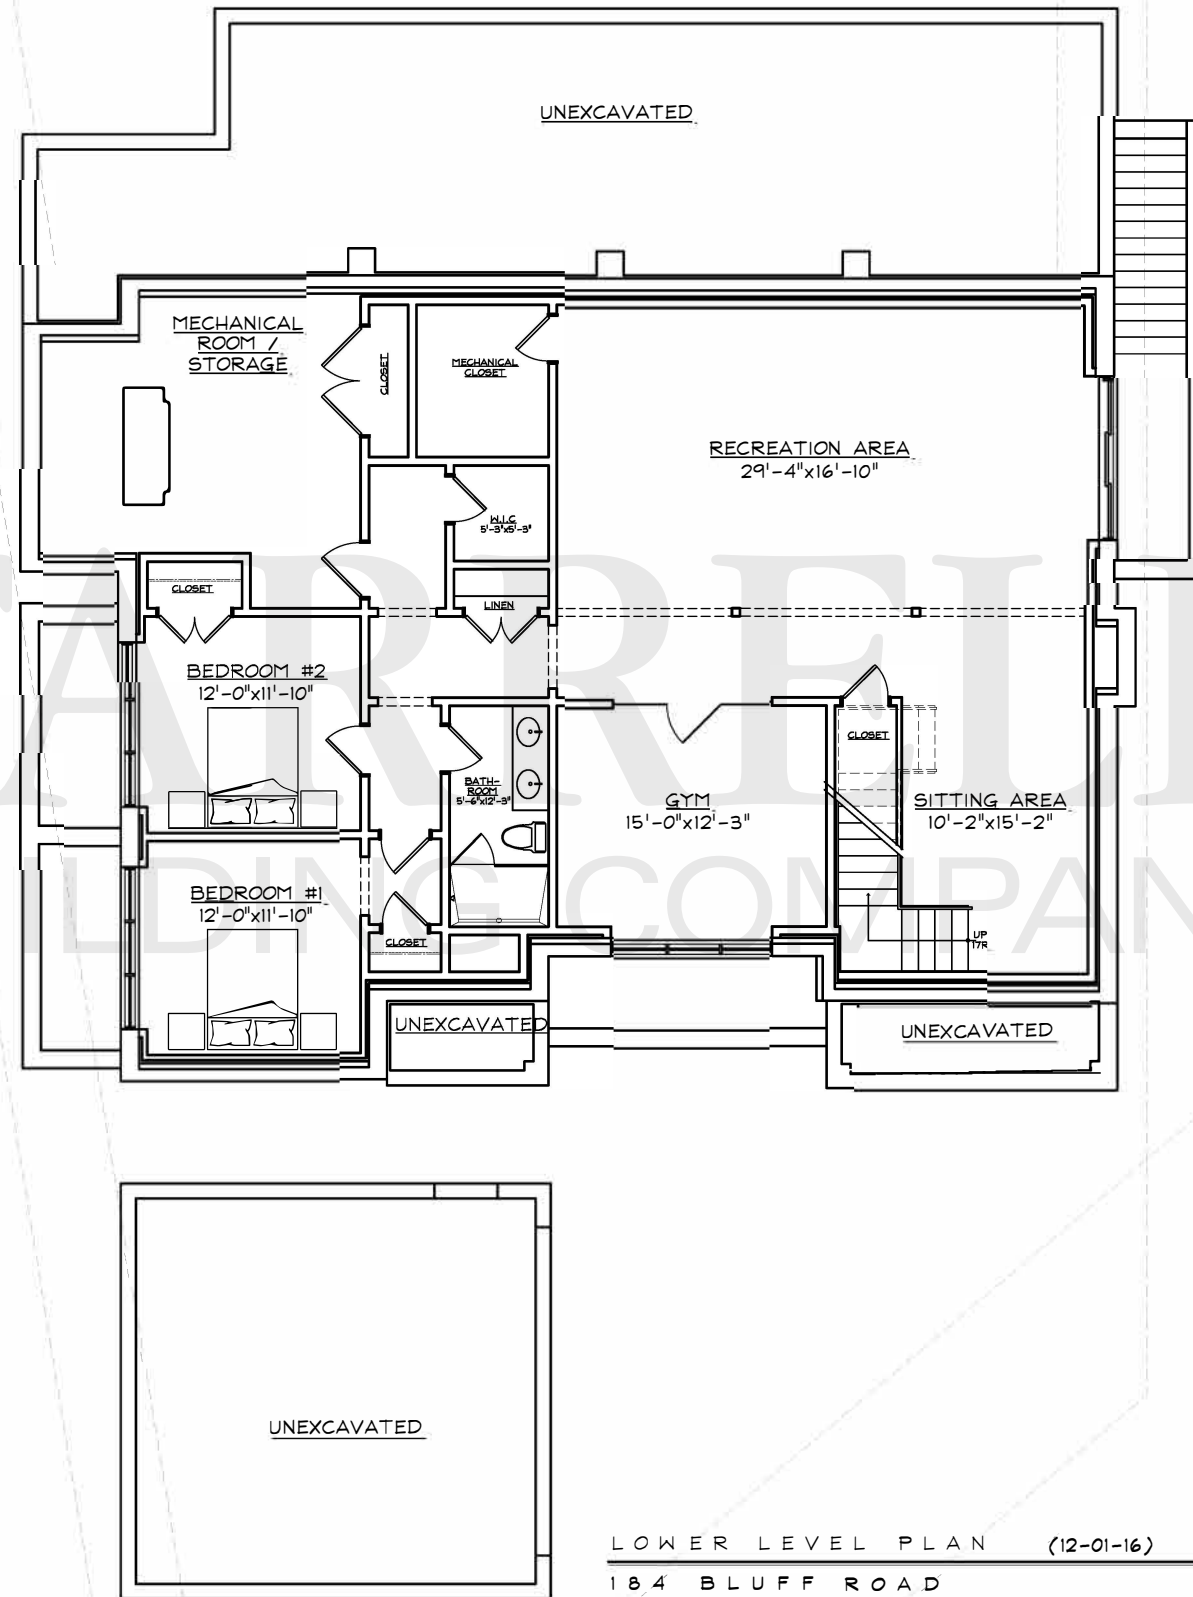 UNEXCAVATED
MECHANICAL
ROOM /
STORAGE
CLOSET
MECHANICAL
CLOSET
RECREATION AREA
29'-4"x16'-10"
W.I.C
5'-3"x5'-3"
CLOSET
LINEN
BEDROOM #2
12'-0"x11'-10"
CLOSET
BATH-
ROOM
5'-6"x12'-3"
GYM
15'-0"x12'-3"
SITTING AREA
10'-2"x15'-2"
BEDROOM #1
12'-0"x11'-10"
CLOSET
UP
17R
UNEXCAVATED
UNEXCAVATED
UNEXCAVATED
LOWER LEVEL PLAN (12-01-16)
184 BLUFF ROAD
ARREL
ILDING COMPAN